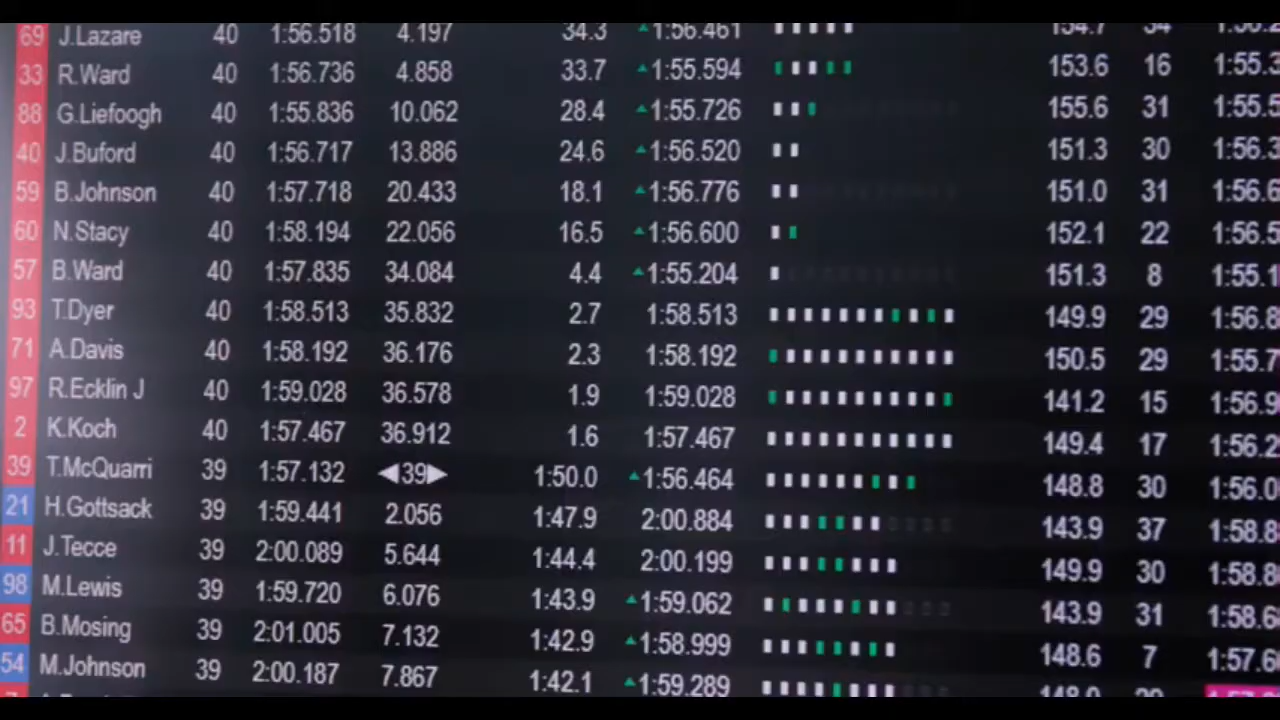 69 J.Lazare 40 1:56.518 4.197 34.3 1:56.461 154.7 34
33 R.Ward 40 1:56.736 4.858 33.7 1:55.594 153.6 16 1:55.3
88 G.Liefoogh 40 1:55.836 10.062 28.4 1:55.726 155.6 31 1:55.5
40 J.Buford 40 1:56.717 13.886 24.6 1:56.520 151.3 30 1:56.3
59 B.Johnson 40 1:57.718 20.433 18.1 1:56.776 151.0 31 1:56.6
60 N.Stacy 40 1:58.194 22.056 16.5 1:56.600 152.1 22 1:56.5
57 B.Ward 40 1:57.835 34.084 4.4 1:55.204 151.3 8 1:55.1
93 T.Dyer 40 1:58.513 35.832 2.7 1:58.513 149.9 29 1:56.8
71 A.Davis 40 1:58.192 36.176 2.3 1:58.192 150.5 29 1:55.7
97 R.Ecklin J 40 1:59.028 36.578 1.9 1:59.028 141.2 15 1:56.9
2 K.Koch 40 1:57.467 36.912 1.6 1:57.467 149.4 17 1:56.2
39 T.McQuarri 39 1:57.132 ◀39▶ 1:50.0 1:56.464 148.8 30 1:56.0
21 H.Gottsack 39 1:59.441 2.056 1:47.9 2:00.884 143.9 37 1:58.8
11 J.Tecce 39 2:00.089 5.644 1:44.4 2:00.199 149.9 30 1:58.8
98 M.Lewis 39 1:59.720 6.076 1:43.9 1:59.062 143.9 31 1:58.6
65 B.Mosing 39 2:01.005 7.132 1:42.9 1:58.999 148.6 7 1:57.6
54 M.Johnson 39 2:00.187 7.867 1:42.1 1:59.289 148.0